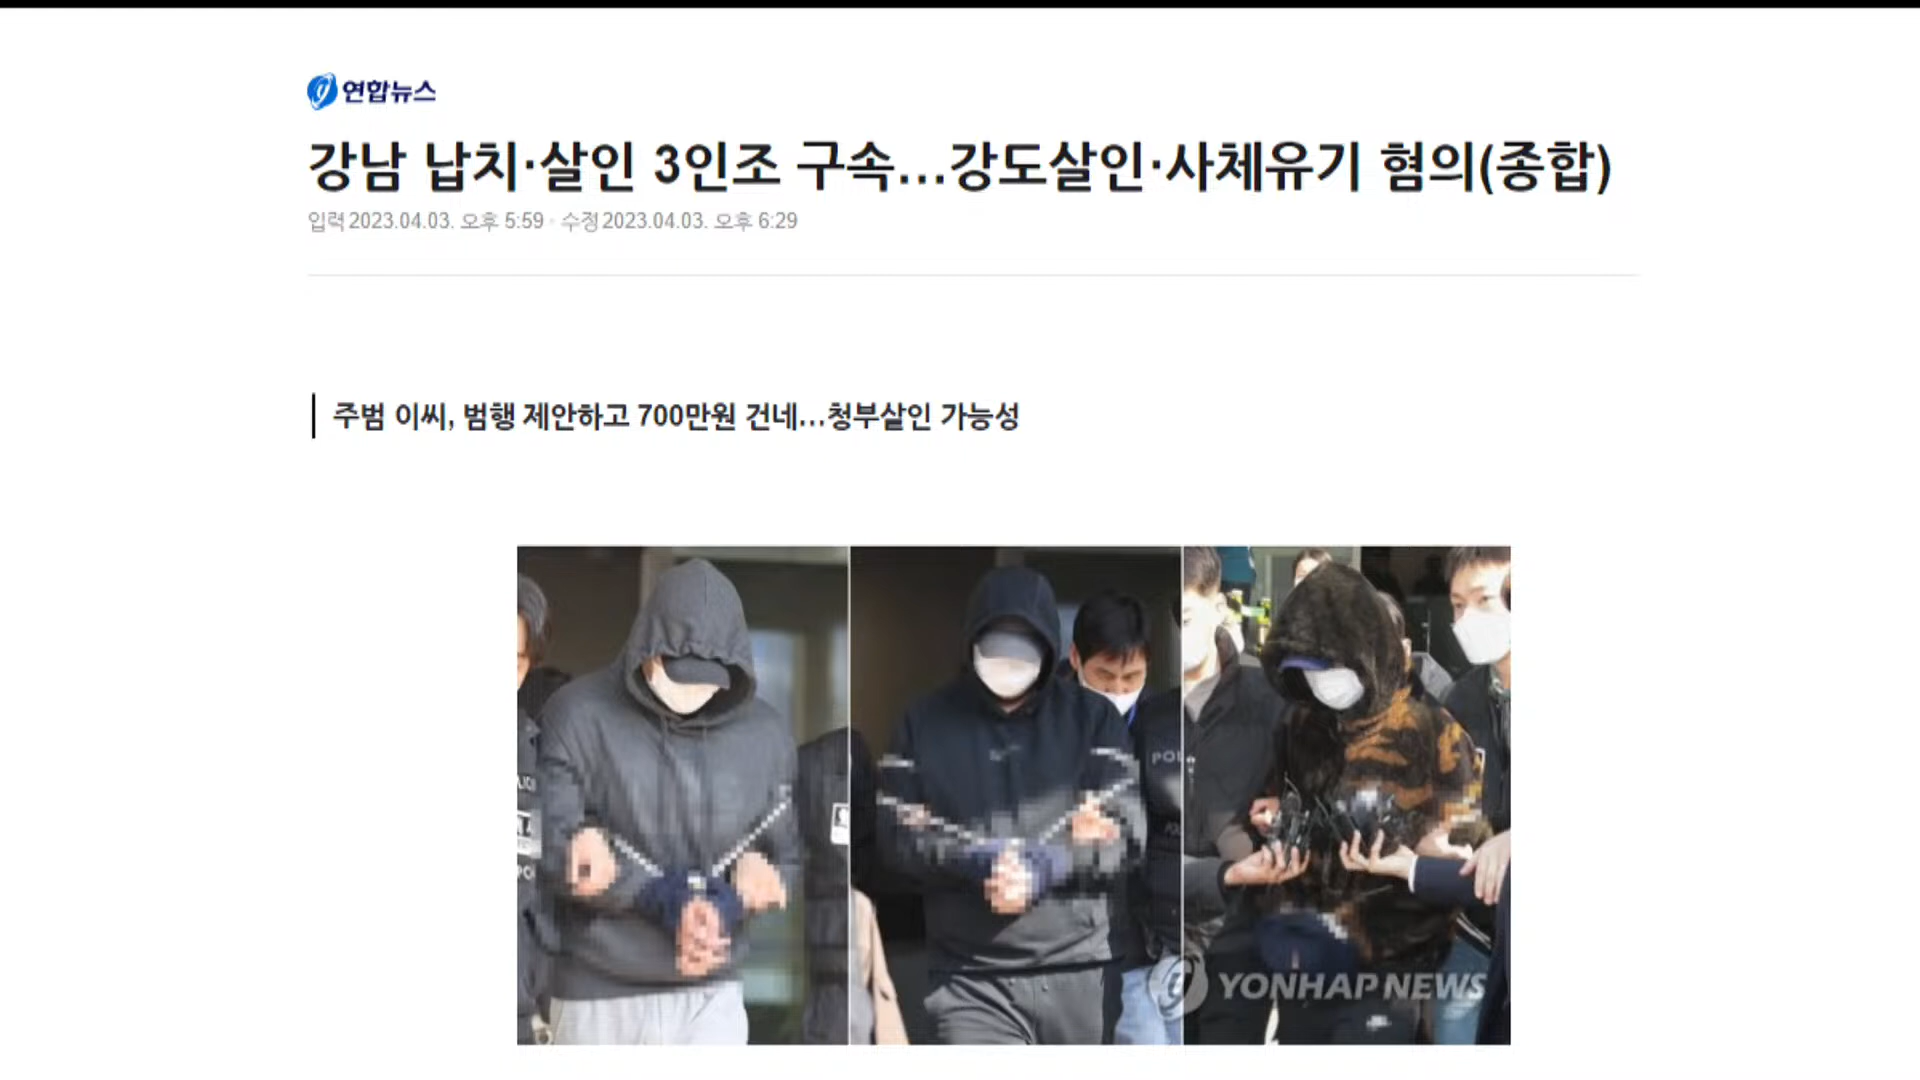 연합뉴스
강남 납치·살인 3인조 구속...강도살인·사체유기 혐의(종합)
입력 2023.04.03. 오후 5:59 · 수정 2023.04.03. 오후 6:29
주범 이씨, 범행 제안하고 700만원 건네...청부살인 가능성
POL
YONHAP NEWS